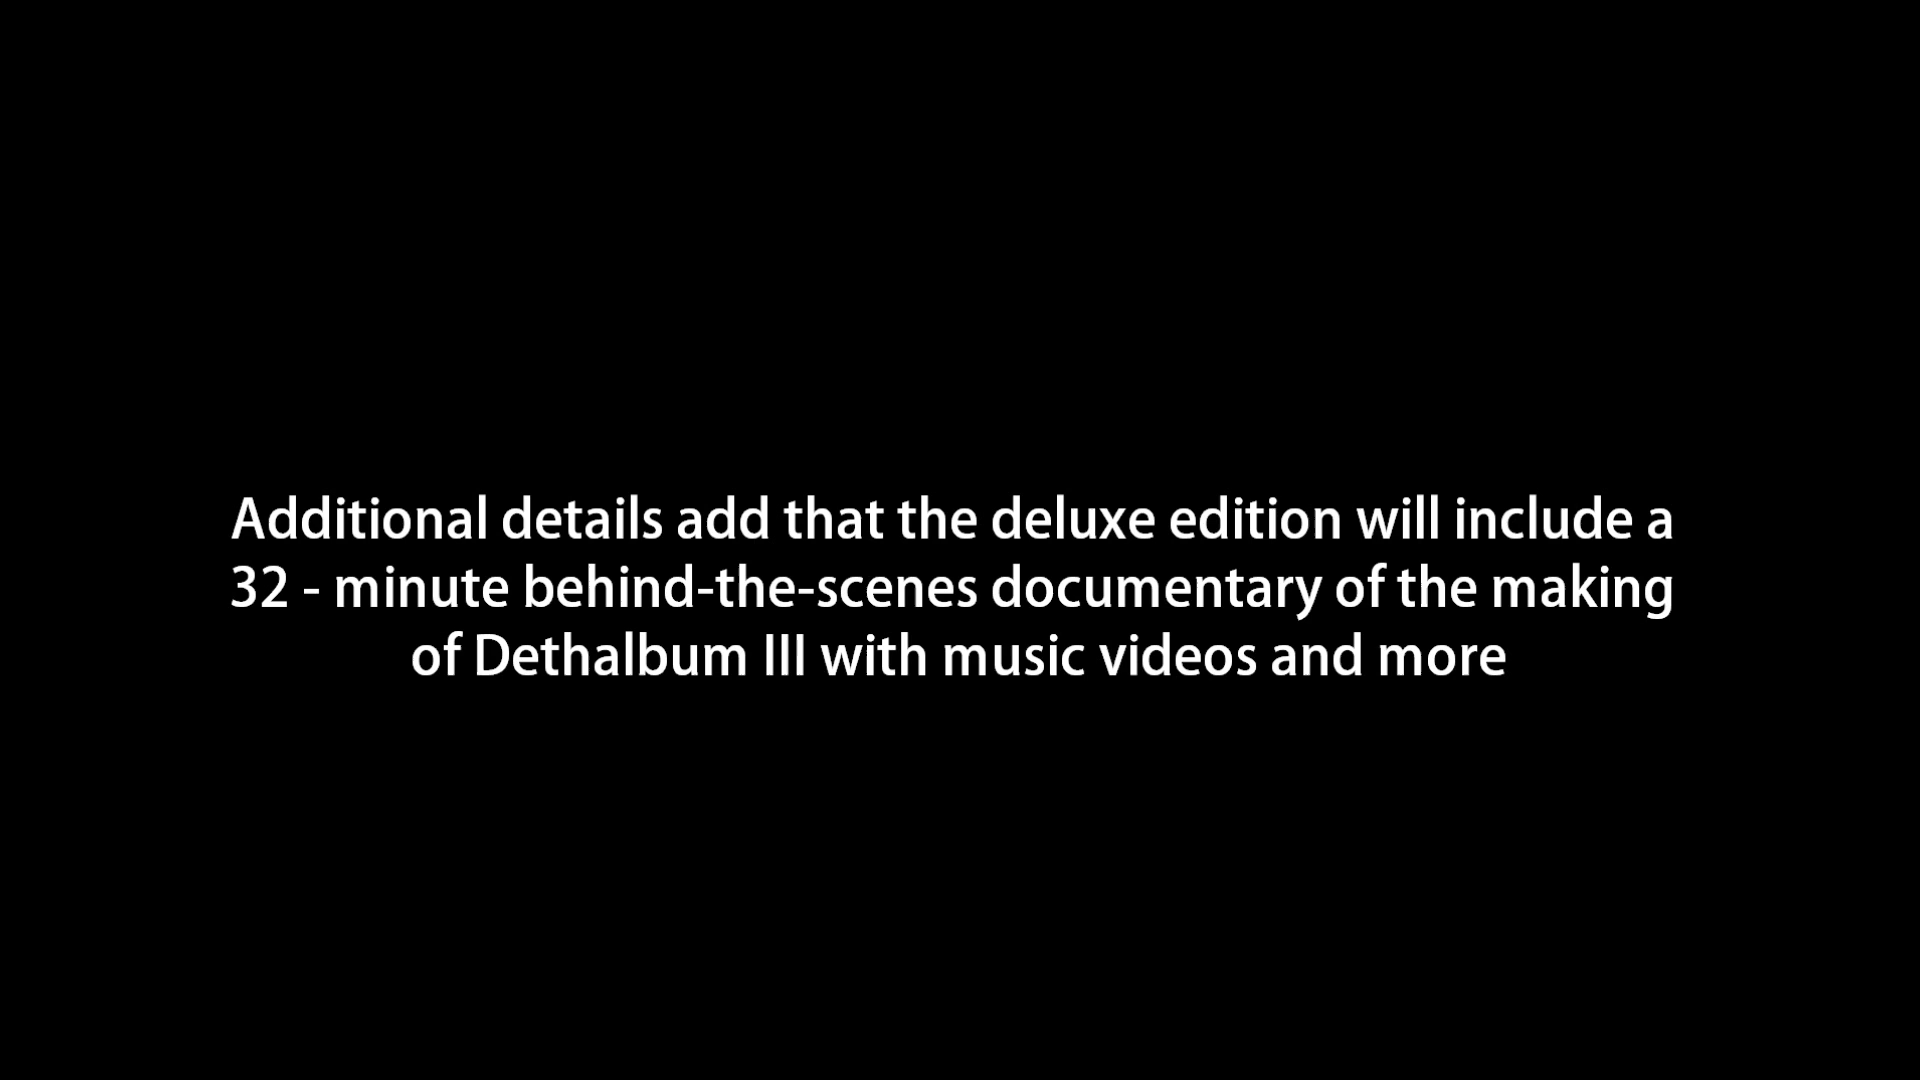 Additional details add that the deluxe edition will include a
32 - minute behind-the-scenes documentary of the making
of Dethalbum III with music videos and more